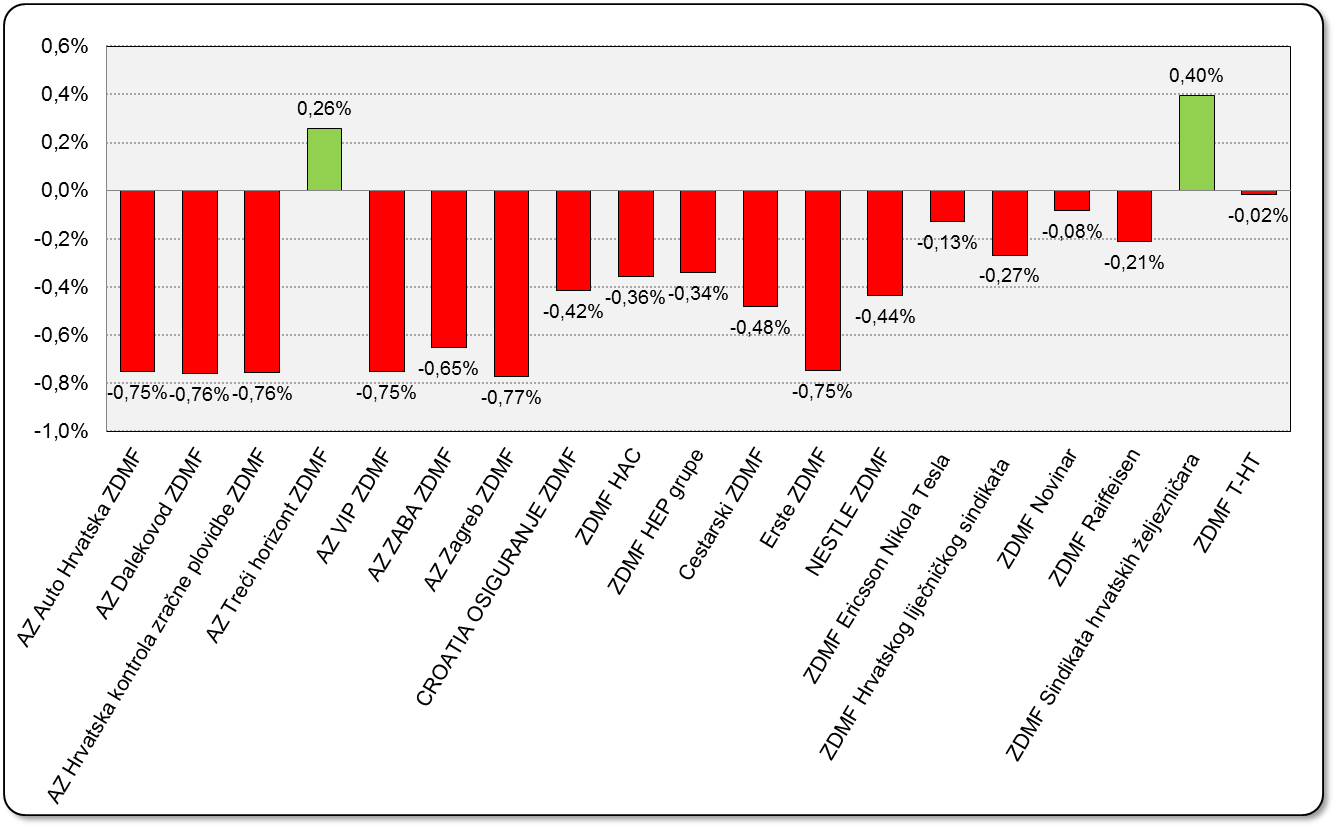 0,6%
0,4%
0,2%
0,0%
-0,2%
-0,4%
-0,6%
-0,8%
-1,0%
-0,75%
-0,76%
-0,76%
0,26%
-0,75%
-0,65%
-0,77%
-0,42%
-0,36%
-0,34%
-0,48%
-0,75%
-0,44%
-0,13%
-0,27%
-0,08%
-0,21%
0,40%
-0,02%
AZ Auto Hrvatska ZDMF
AZ Dalekovod ZDMF
AZ Hrvatska kontrola zračne plovidbe ZDMF
AZ Treći horizont ZDMF
AZ VIP ZDMF
AZ ZABA ZDMF
AZ Zagreb ZDMF
CROATIA OSIGURANJE ZDMF
ZDMF HAC
ZDMF HEP grupe
Cestarski ZDMF
Erste ZDMF
NESTLE ZDMF
ZDMF Ericsson Nikola Tesla
ZDMF Hrvatskog liječničkog sindikata
ZDMF Novinar
ZDMF Raiffeisen
ZDMF Sindikata hrvatskih željezničara
ZDMF T-HT